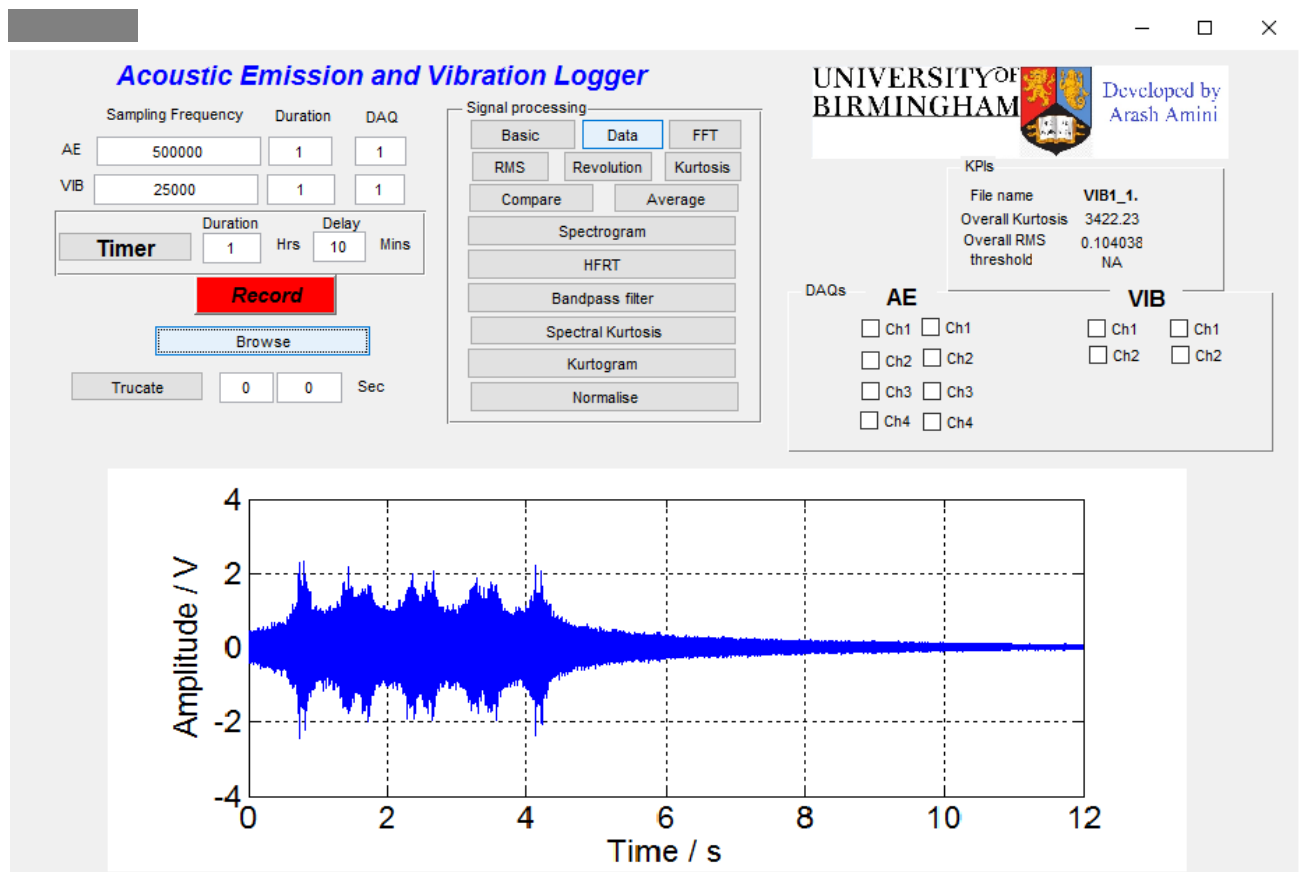 Acoustic Emission and Vibration Logger
Sampling Frequency Duration DAQ
AE 500000 1 1
VIB 25000 1 1
Duration Delay
Timer 1 Hrs 10 Mins
Record
Browse
Trucate 0 0 Sec
Signal processing
Basic Data FFT
RMS Revolution Kurtosis
Compare Average
Spectrogram
HFRT
Bandpass filter
Spectral Kurtosis
Kurtogram
Normalise
UNIVERSITY OF
BIRMINGHAM
Developed by
Arash Amini
KPIs
File name VIB1_1.
Overall Kurtosis 3422.23
Overall RMS 0.104038
threshold NA
DAQs
AE VIB
Ch1 Ch1 Ch1 Ch1
Ch2 Ch2 Ch2 Ch2
Ch3 Ch3
Ch4 Ch4
4
2
0
-2
-4
Amplitude / V
0 2 4 6 8 10 12
Time / s